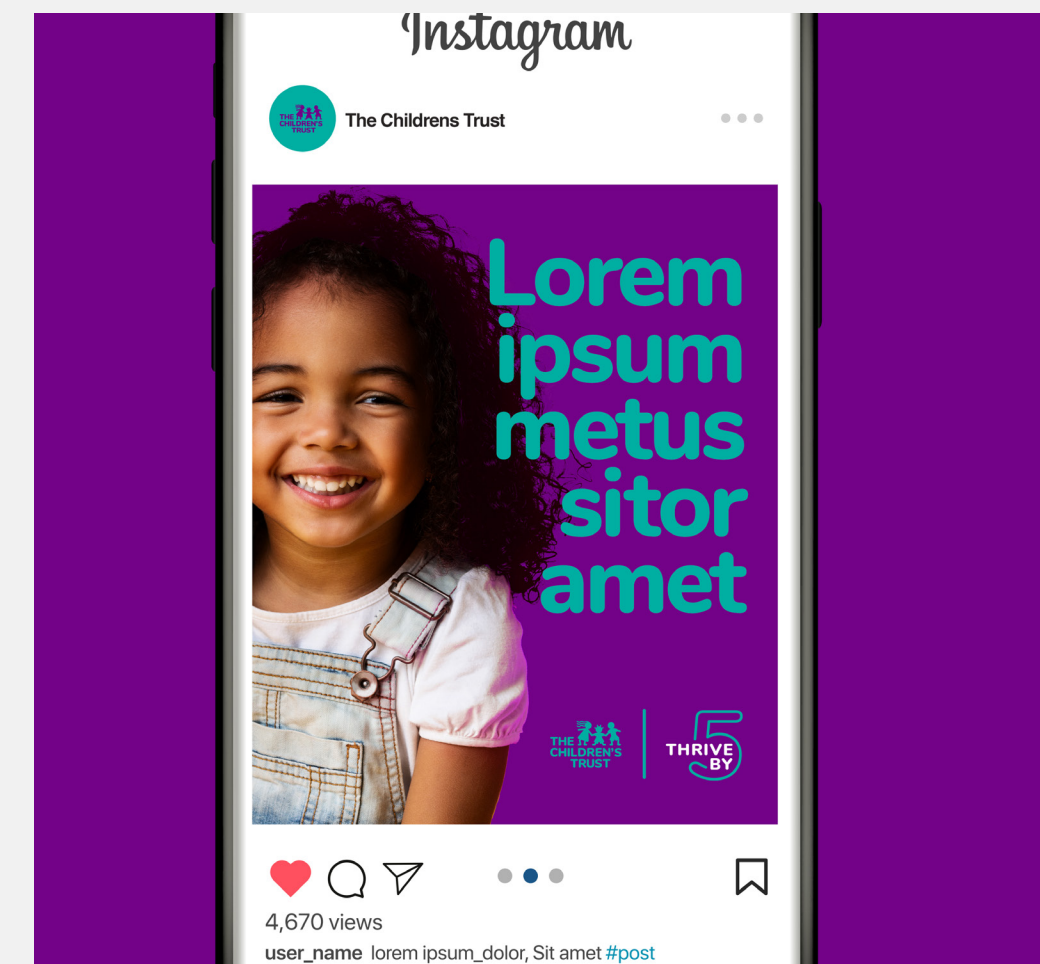 Instagram
THE
CHILDREN'S
TRUST
The Childrens Trust
Lorem
ipsum
metus
sitor
amet
THE
CHILDREN'S
TRUST
THRIVE
BY
5
4,670 views
user_name lorem ipsum_dolor, Sit amet #post